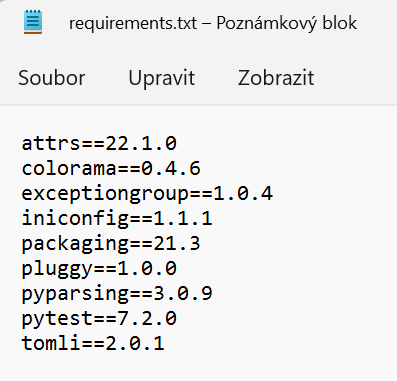 requirements.txt – Poznámkový blok
Soubor Upravit Zobrazit
attrs==22.1.0
colorama==0.4.6
exceptiongroup==1.0.4
iniconfig==1.1.1
packaging==21.3
pluggy==1.0.0
pyparsing==3.0.9
pytest==7.2.0
tomli==2.0.1